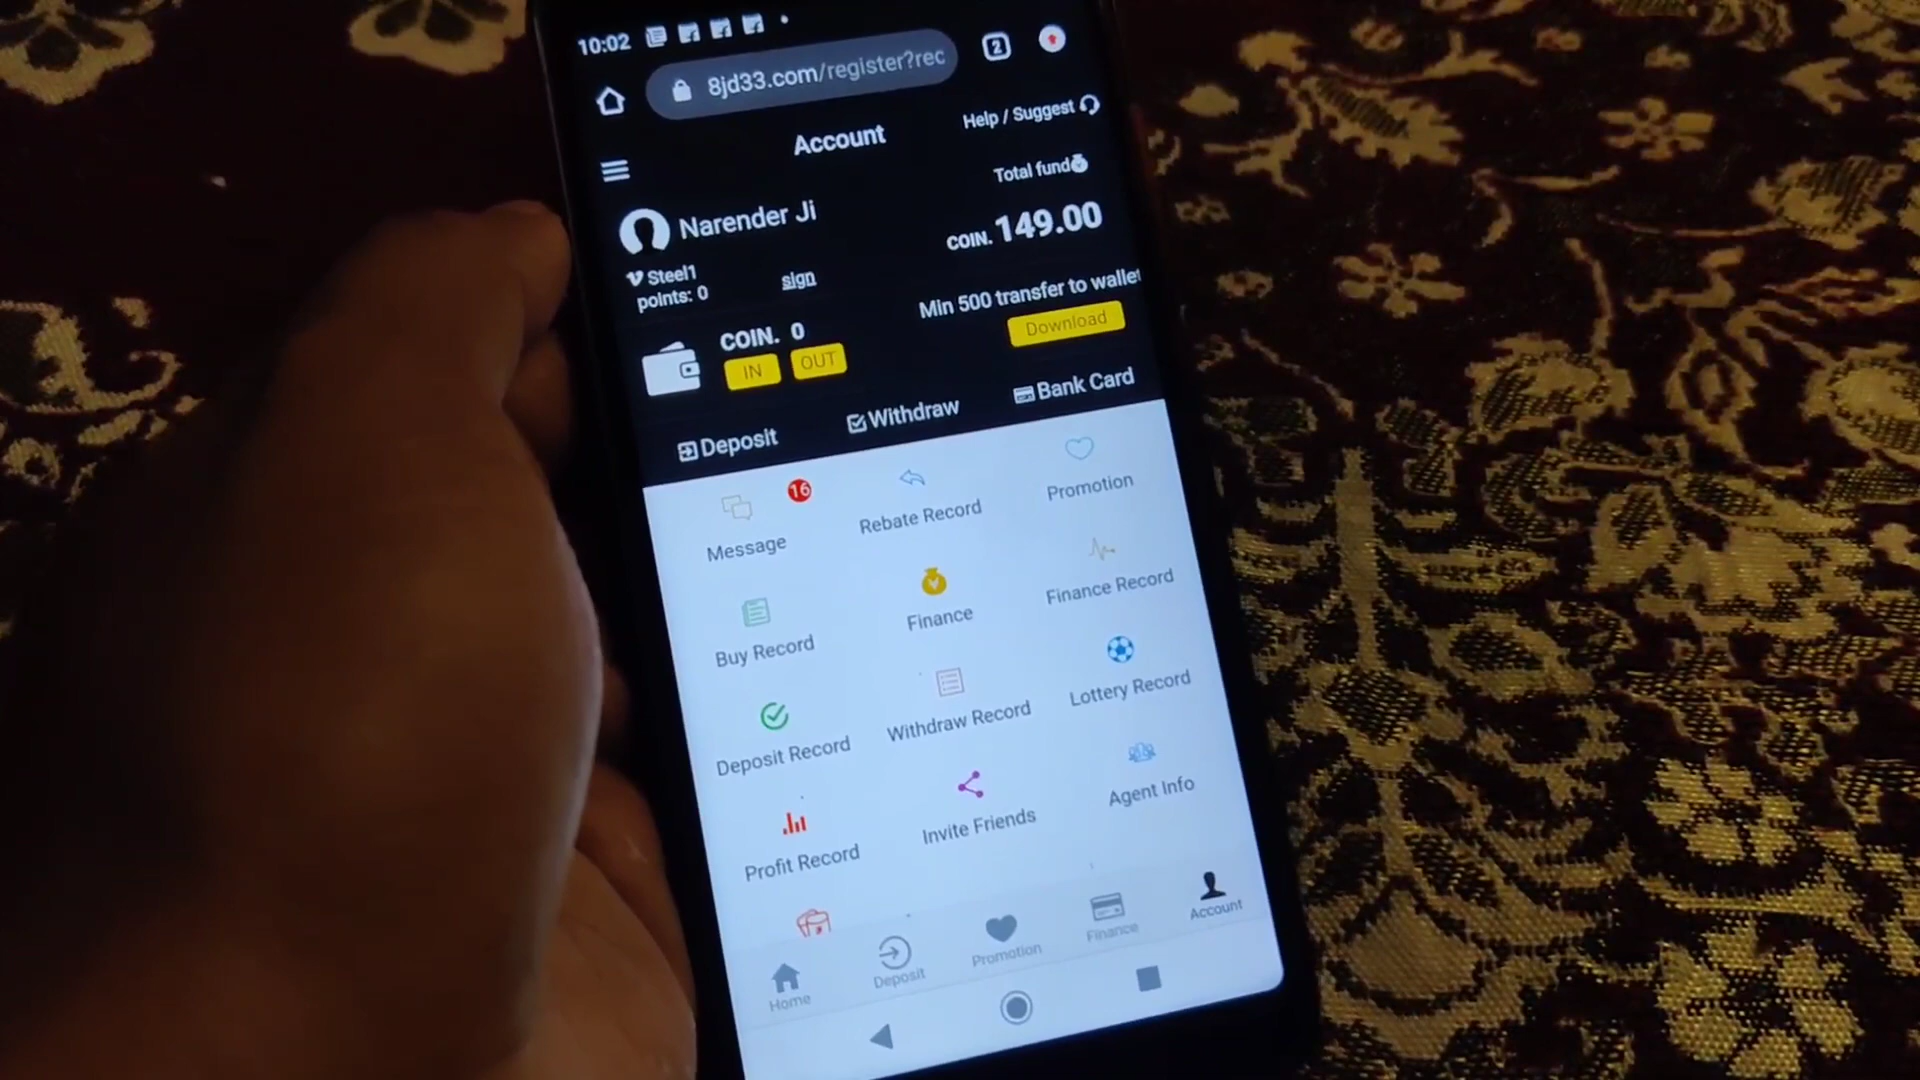 10:02
2
8jd33.com/register?rec
Account
Help / Suggest
Total fund
Narender Ji
COIN. 149.00
V Steel1
points: 0
sign
Min 500 transfer to wallet
Download
COIN. 0
IN
OUT
Deposit
Withdraw
Bank Card
16
Message
Rebate Record
Promotion
Buy Record
Finance
Finance Record
Deposit Record
Withdraw Record
Lottery Record
Profit Record
Invite Friends
Agent Info
Home
Deposit
Promotion
Finance
Account